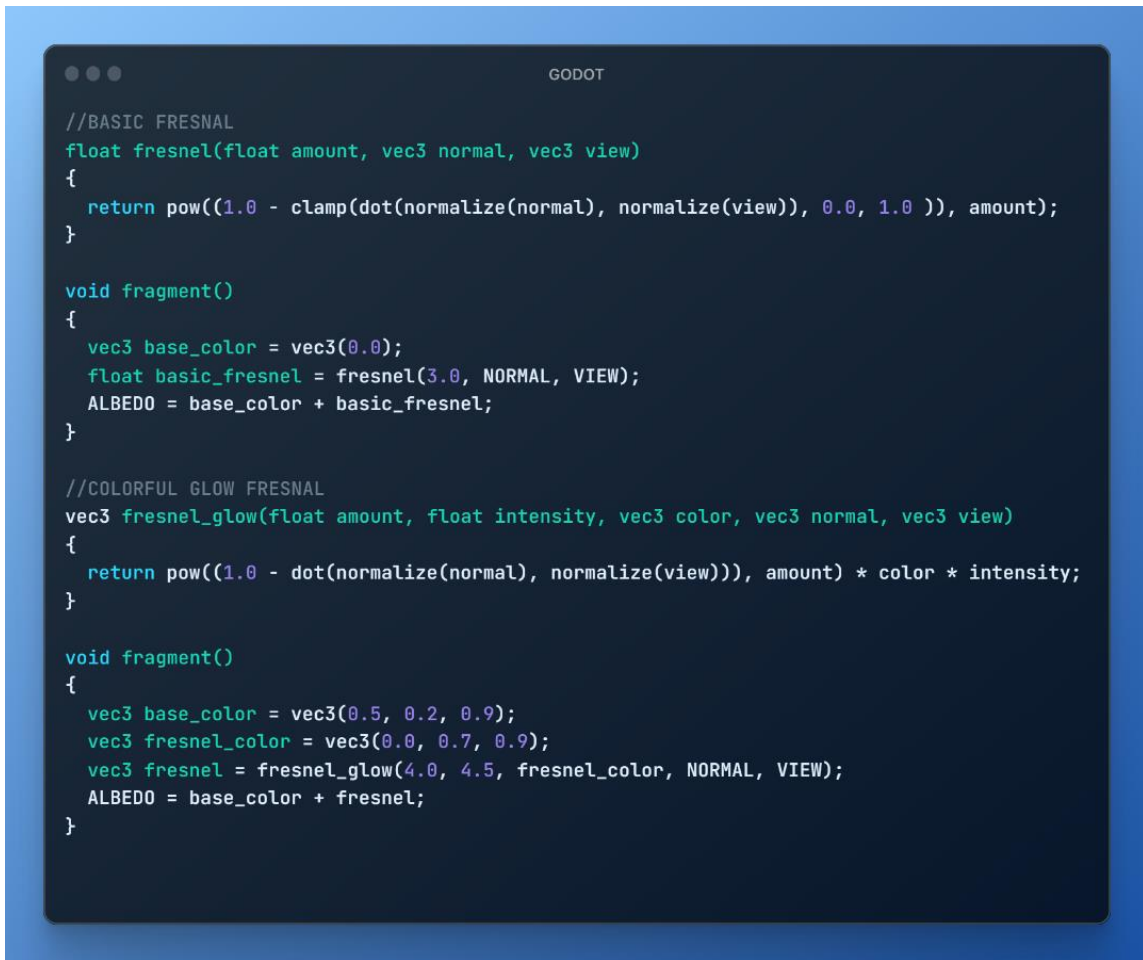 GODOT
//BASIC FRESNAL
float fresnel(float amount, vec3 normal, vec3 view)
{
  return pow((1.0 - clamp(dot(normalize(normal), normalize(view)), 0.0, 1.0 )), amount);
}

void fragment()
{
  vec3 base_color = vec3(0.0);
  float basic_fresnel = fresnel(3.0, NORMAL, VIEW);
  ALBEDO = base_color + basic_fresnel;
}

//COLORFUL GLOW FRESNAL
vec3 fresnel_glow(float amount, float intensity, vec3 color, vec3 normal, vec3 view)
{
  return pow((1.0 - dot(normalize(normal), normalize(view))), amount) * color * intensity;
}

void fragment()
{
  vec3 base_color = vec3(0.5, 0.2, 0.9);
  vec3 fresnel_color = vec3(0.0, 0.7, 0.9);
  vec3 fresnel = fresnel_glow(4.0, 4.5, fresnel_color, NORMAL, VIEW);
  ALBEDO = base_color + fresnel;
}